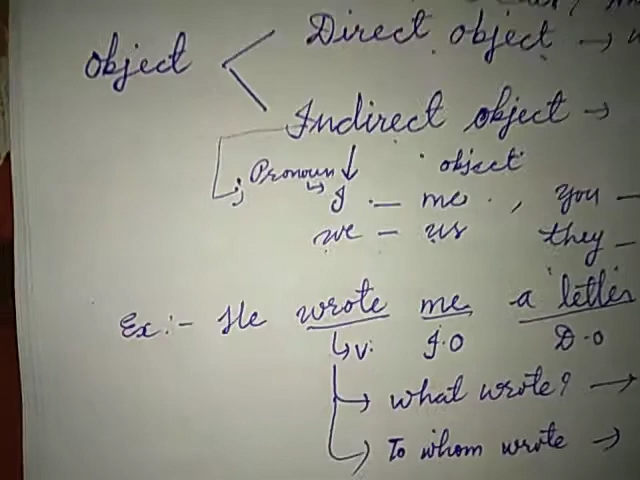 Direct object →
object
Indirect object →
Pronoun object
I — me , you —
we — us they —
Ex:- He wrote me a letter
V. I.O D.O
→ what wrote? →
→ To whom wrote →